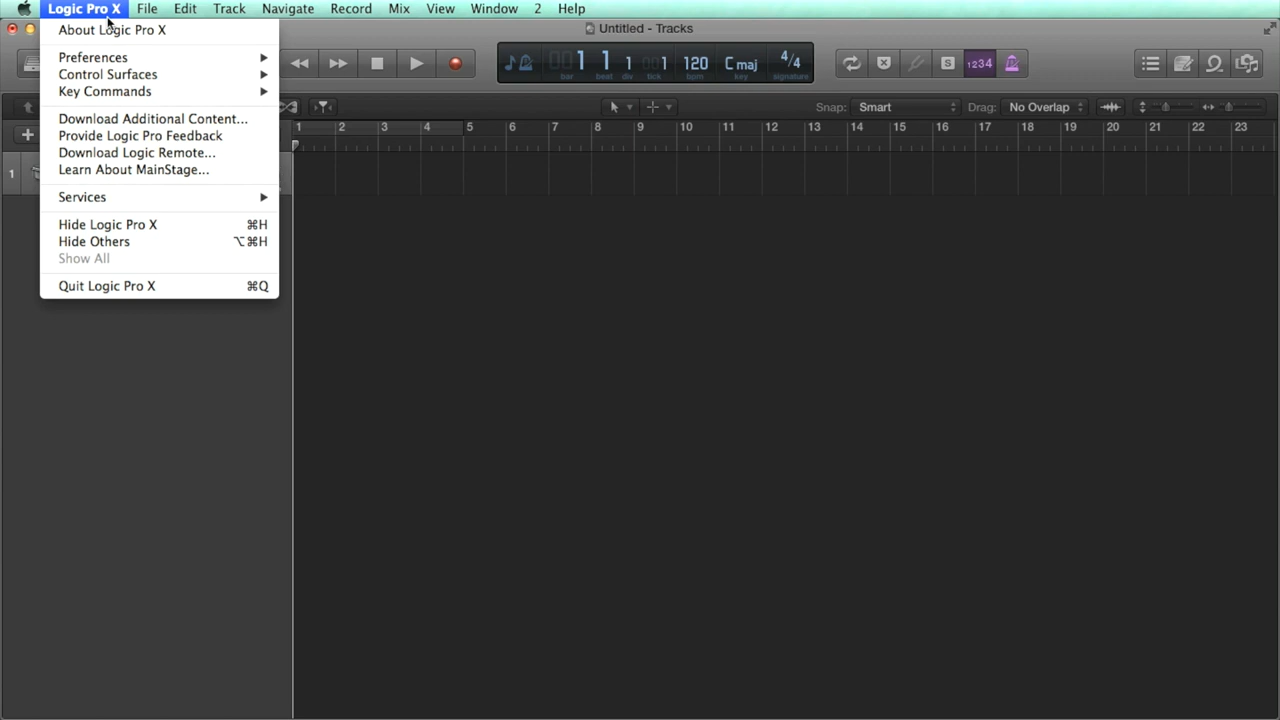 Logic Pro X File Edit Track Navigate Record Mix View Window 2 Help
Untitled - Tracks
About Logic Pro X
Preferences
Control Surfaces
Key Commands
Download Additional Content...
Provide Logic Pro Feedback
Download Logic Remote...
Learn About MainStage...
Services
Hide Logic Pro X ⌘H
Hide Others ⌥⌘H
Show All
Quit Logic Pro X ⌘Q
001 1 1 001 120 C maj 4/4
bar beat div tick bpm key signature
S 1234
Snap: Smart Drag: No Overlap
1 2 3 4 5 6 7 8 9 10 11 12 13 14 15 16 17 18 19 20 21 22 23
1